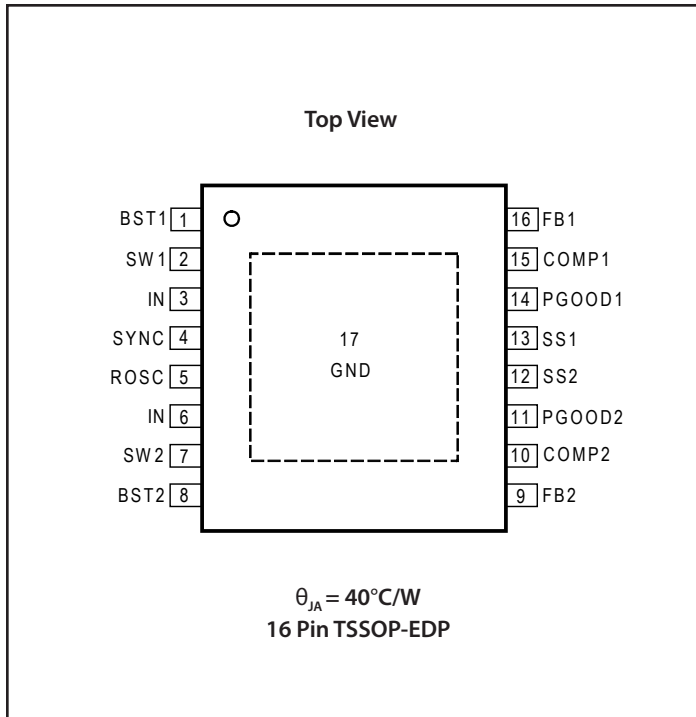 Top View
BST1 1
SW1 2
IN 3
SYNC 4
ROSC 5
IN 6
SW2 7
BST2 8
17
GND
16 FB1
15 COMP1
14 PGOOD1
13 SS1
12 SS2
11 PGOOD2
10 COMP2
9 FB2
θJA = 40°C/W
16 Pin TSSOP-EDP